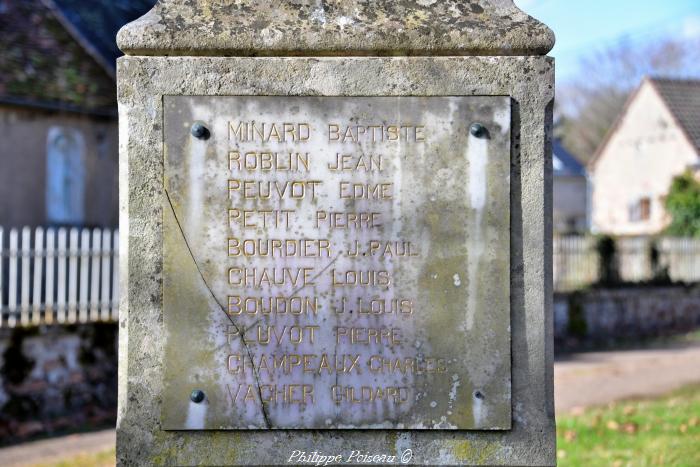 MINARD BAPTISTE
ROBLIN JEAN
PEUVOT EDME
PETIT PIERRE
BOURDIER J.PAUL
CHAUVE LOUIS
BOUDON J.LOUIS
PEUVOT PIERRE
CHAMPEAUX CHARLES
VACHER GILDARD
© Philippe Poiseau ©